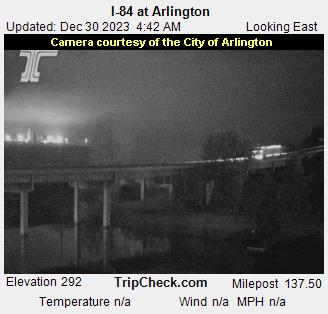 I-84 at Arlington
Updated: Dec 30 2023 4:42 AM Looking East
Camera courtesy of the City of Arlington
Elevation 292 TripCheck.com Milepost 137.50
Temperature n/a Wind n/a MPH n/a